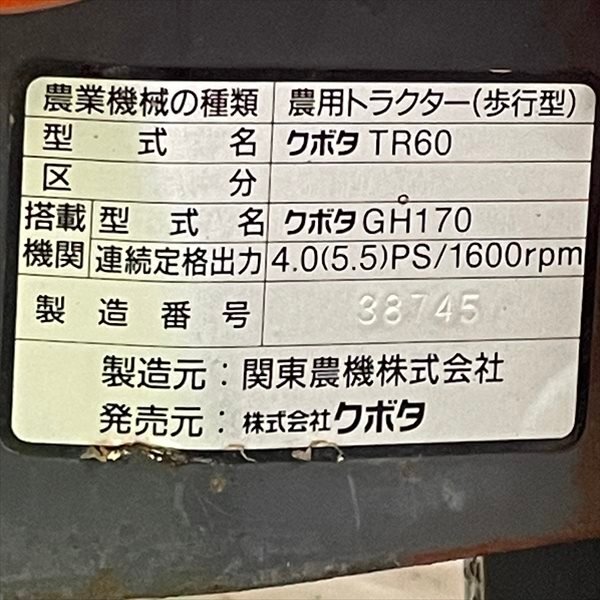 農業機械の種類 農用トラクター(歩行型)
型式名 クボタ TR60
区分
搭載機関 型式名 クボタ GH170
連続定格出力 4.0(5.5)PS/1600rpm
製造番号 38745
製造元：関東農機株式会社
発売元：株式会社クボタ